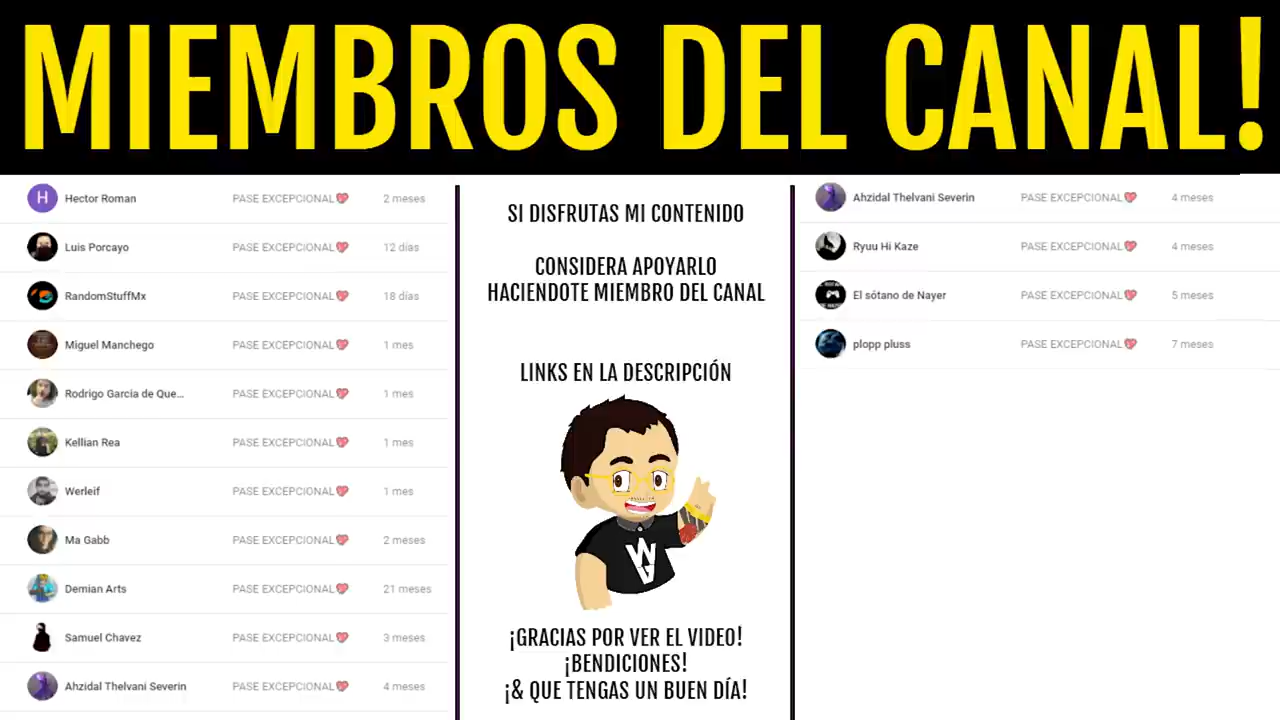 MIEMBROS DEL CANAL!
H Hector Roman PASE EXCEPCIONAL💖 2 meses
Luis Porcayo PASE EXCEPCIONAL💖 12 días
RandomStuffMx PASE EXCEPCIONAL💖 18 días
Miguel Manchego PASE EXCEPCIONAL💖 1 mes
Rodrigo Garcia de Que... PASE EXCEPCIONAL💖 1 mes
Kellian Rea PASE EXCEPCIONAL💖 1 mes
Werleif PASE EXCEPCIONAL💖 1 mes
Ma Gabb PASE EXCEPCIONAL💖 2 meses
Demian Arts PASE EXCEPCIONAL💖 21 meses
Samuel Chavez PASE EXCEPCIONAL💖 3 meses
Ahzidal Thelvani Severin PASE EXCEPCIONAL💖 4 meses
SI DISFRUTAS MI CONTENIDO
CONSIDERA APOYARLO
HACIENDOTE MIEMBRO DEL CANAL
LINKS EN LA DESCRIPCIÓN
¡GRACIAS POR VER EL VIDEO!
¡BENDICIONES!
¡& QUE TENGAS UN BUEN DÍA!
Ahzidal Thelvani Severin PASE EXCEPCIONAL💖 4 meses
Ryuu Hi Kaze PASE EXCEPCIONAL💖 4 meses
El sótano de Nayer PASE EXCEPCIONAL💖 5 meses
plopp pluss PASE EXCEPCIONAL💖 7 meses